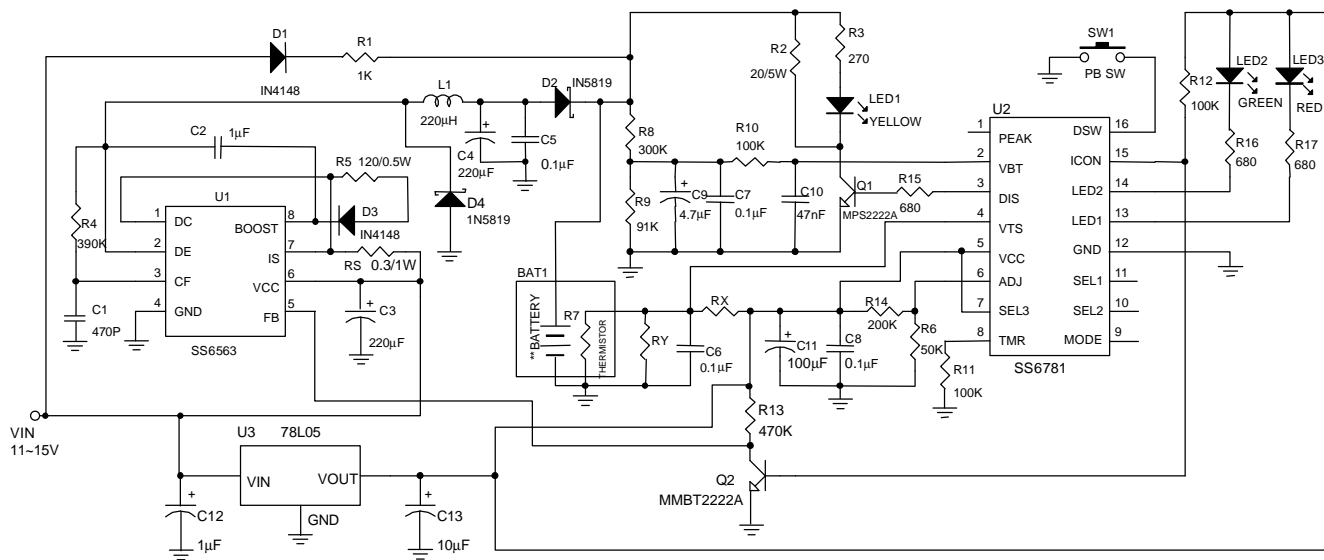 D1
IN4148
R1
1K
R2
20/5W
R3
270
LED1
YELLOW
SW1
PB SW
LED2
GREEN
LED3
RED
R12
100K
R16
680
R17
680
L1
220µH
D2
IN5819
C2
1µF
C4
220µF
C5
0.1µF
R8
300K
R10
100K
R5
120/0.5W
D4
1N5819
R9
91K
C9
4.7µF
C7
0.1µF
C10
47nF
Q1
MPS2222A
R15
680
U2
1
PEAK
2
VBT
3
DIS
4
VTS
5
VCC
6
ADJ
7
SEL3
8
TMR
DSW
16
ICON
15
LED2
14
LED1
13
GND
12
SEL1
11
SEL2
10
MODE
9
SS6781
U1
1
DC
2
DE
3
CF
4
GND
BOOST
8
IS
7
VCC
6
FB
5
SS6563
R4
390K
D3
IN4148
RS
0.3/1W
C1
470P
C3
220µF
BAT1
**BATTERY
R7
THERMISTOR
RY
RX
C6
0.1µF
C11
100µF
C8
0.1µF
R14
200K
R6
50K
R11
100K
R13
470K
Q2
MMBT2222A
VIN
11~15V
U3
78L05
VIN
VOUT
GND
C12
1µF
C13
10µF
+
+
+
+
+
+